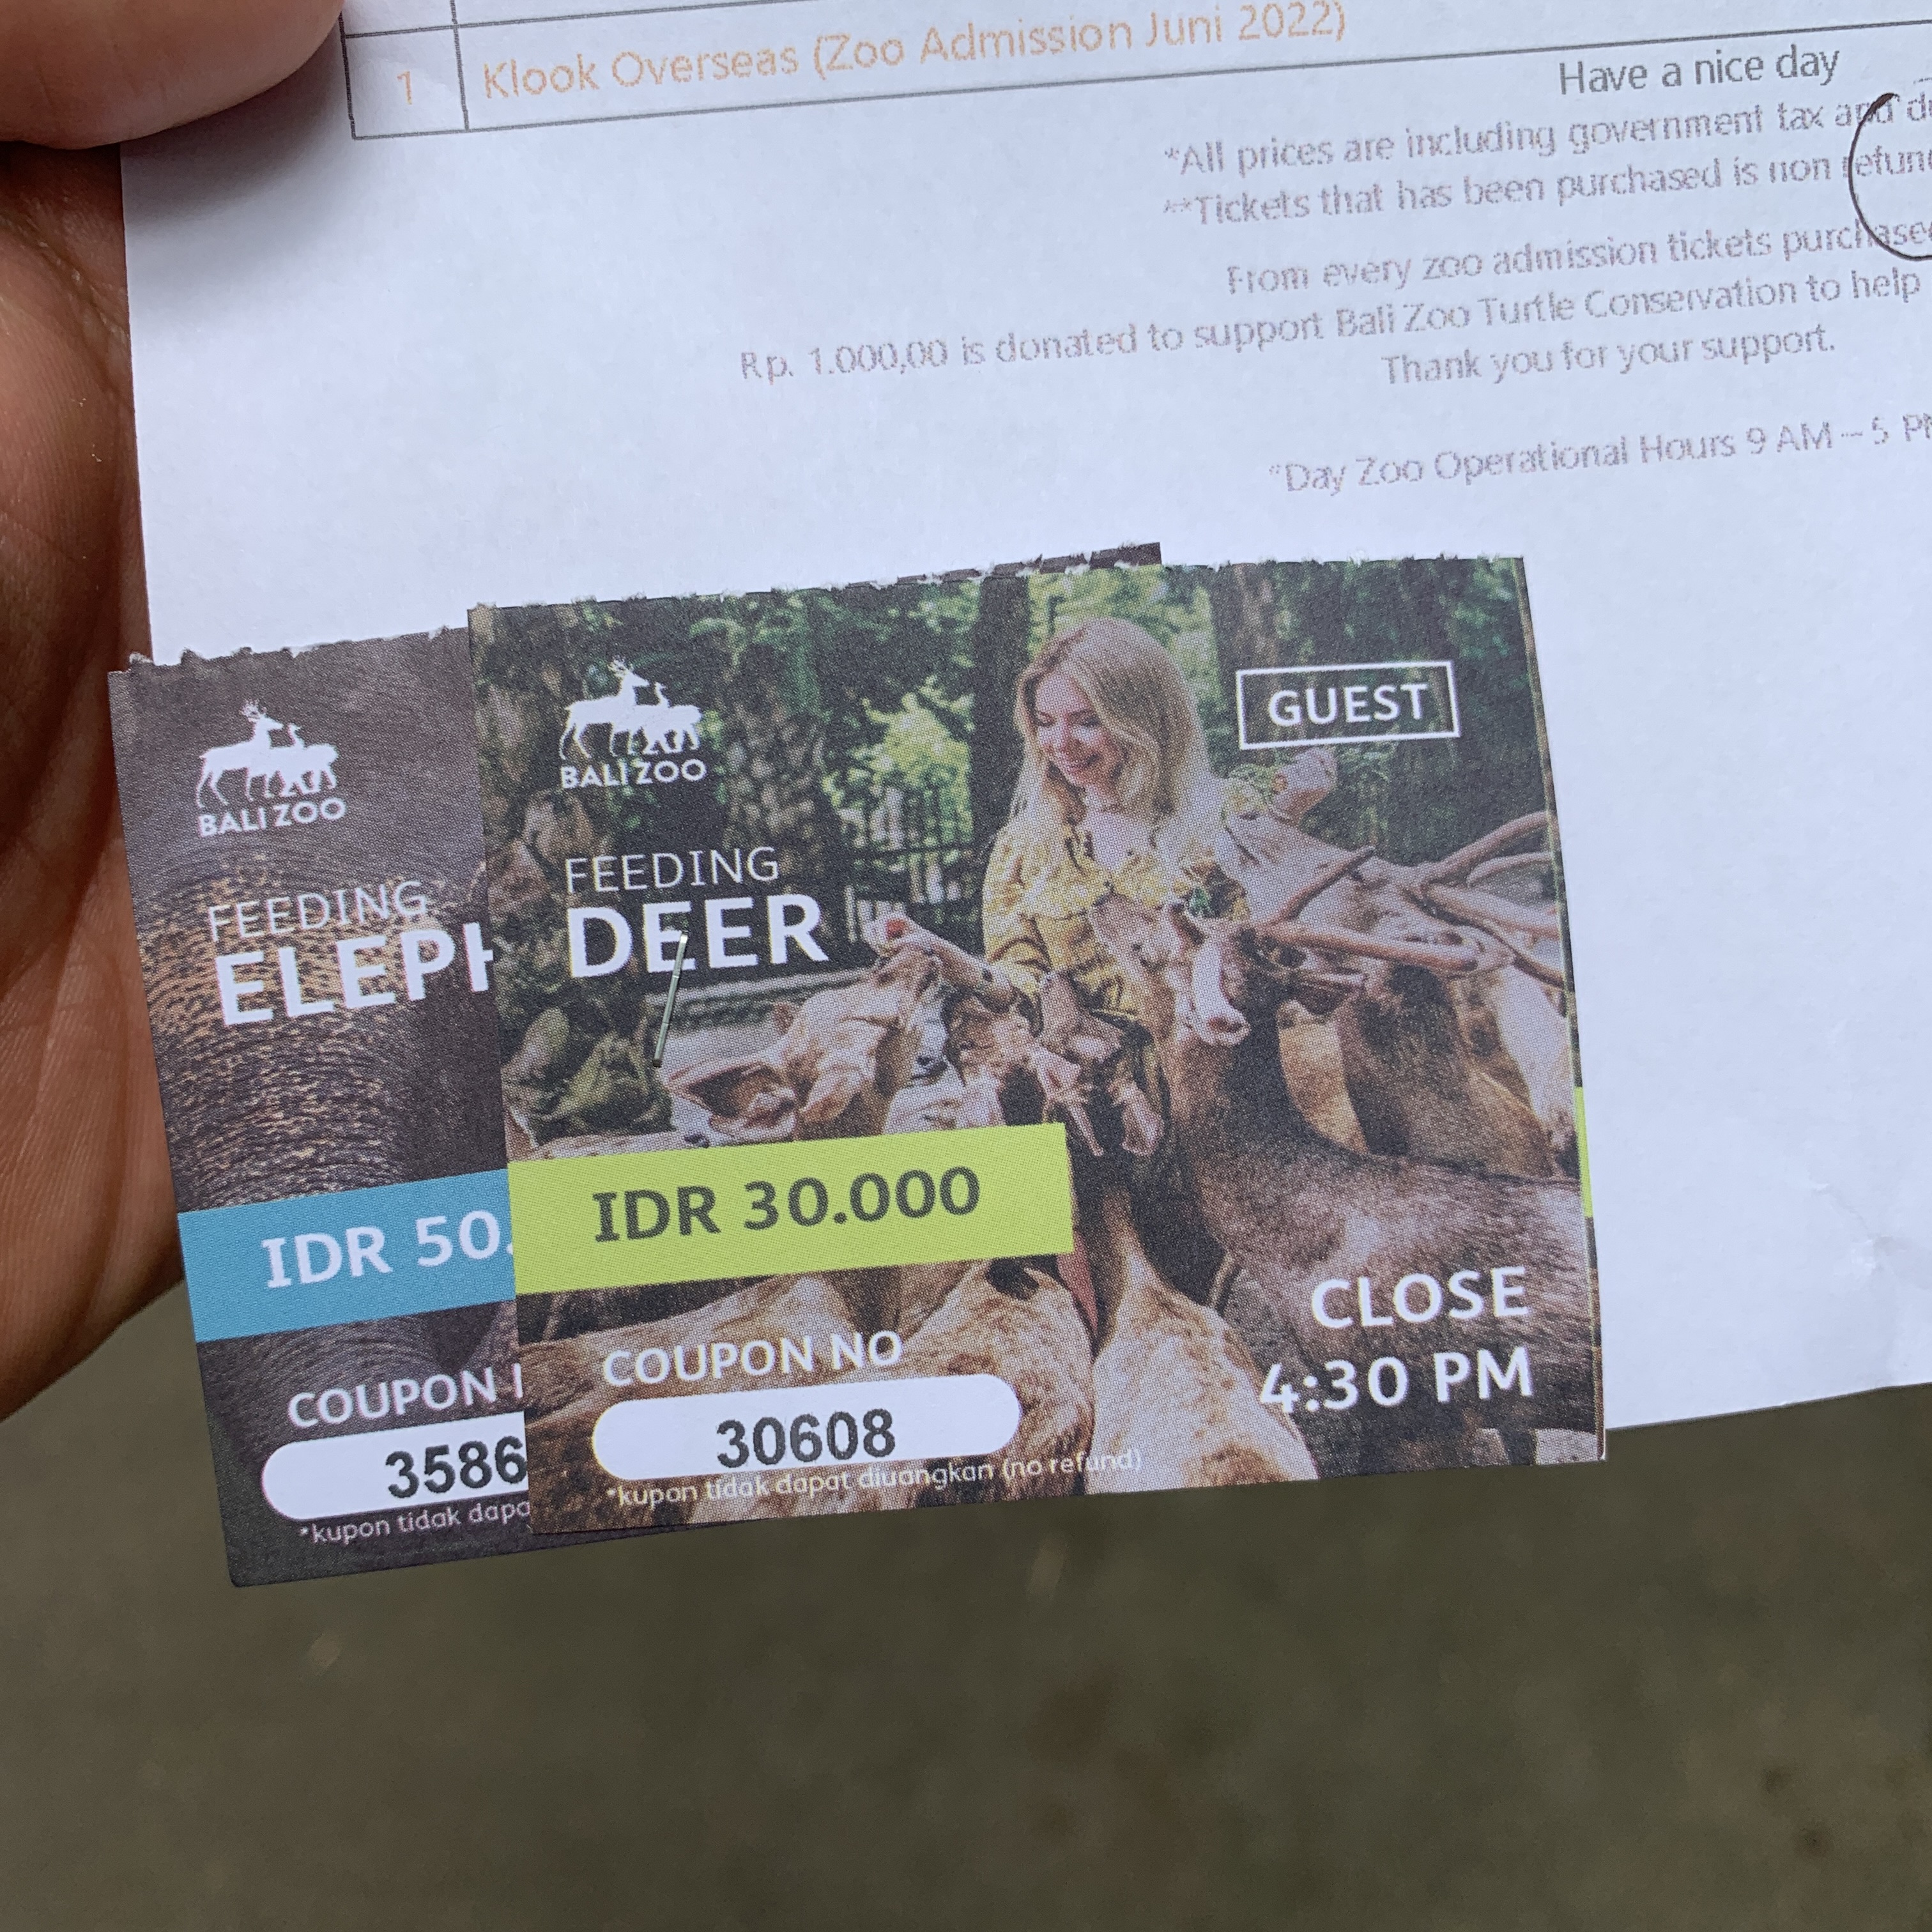 1 Klook Overseas (Zoo Admission Juni 2022)
Have a nice day
*All prices are including government tax and
**Tickets that has been purchased is non
From every zoo admission tickets purchased
Rp. 1.000,00 is donated to support Bali Zoo Turtle Conservation to help
Thank you for your support.
*Day Zoo Operational Hours 9 AM – 5 PM
BALI ZOO
FEEDING
ELEPH
IDR 50.
COUPON
3586
*kupon tidak
BALI ZOO
GUEST
FEEDING
DEER
IDR 30.000
COUPON NO
30608
*kupon tidak dapat diuangkan (no refund)
CLOSE
4:30 PM